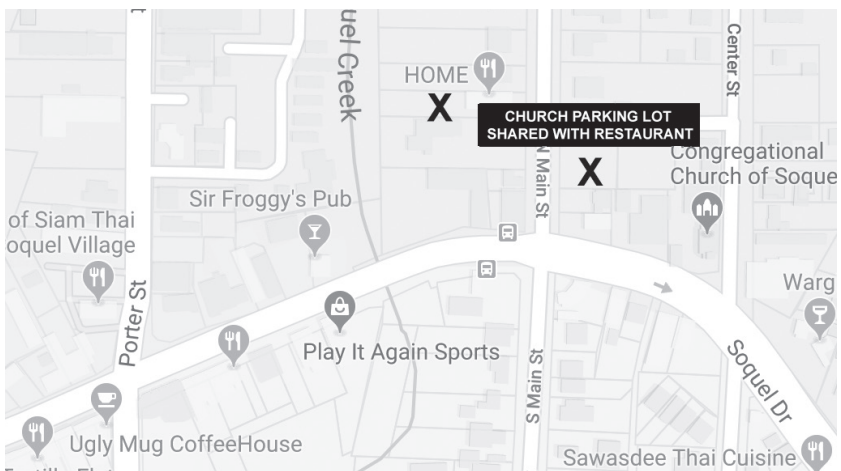 uel Creek
Center St
HOME
X
CHURCH PARKING LOT
SHARED WITH RESTAURANT
N Main St
X
Congregational
Church of Soque
Sir Froggy's Pub
of Siam Thai
oquel Village
Porter St
Warg
Play It Again Sports
S Main St
Soquel Dr
Ugly Mug CoffeeHouse
Sawasdee Thai Cuisine